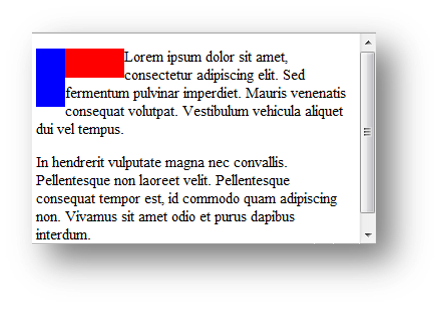 Lorem ipsum dolor sit amet,
consectetur adipiscing elit. Sed
fermentum pulvinar imperdiet. Mauris venenatis
consequat volutpat. Vestibulum vehicula aliquet
dui vel tempus.
In hendrerit vulputate magna nec convallis.
Pellentesque non laoreet velit. Pellentesque
consequat tempor est, id commodo quam adipiscing
non. Vivamus sit amet odio et purus dapibus
interdum.